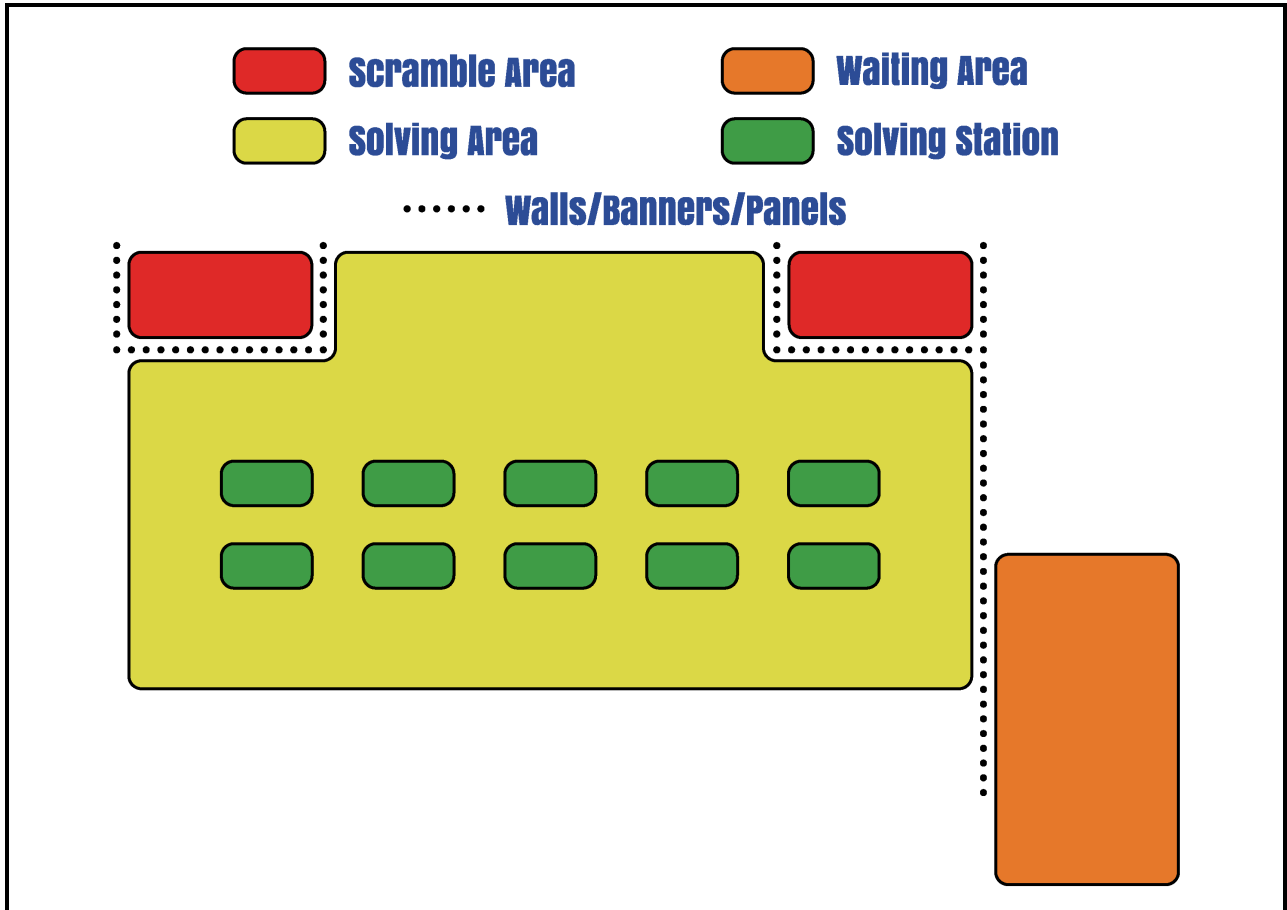 Scramble Area
Waiting Area
Solving Area
Solving Station
Walls/Banners/Panels